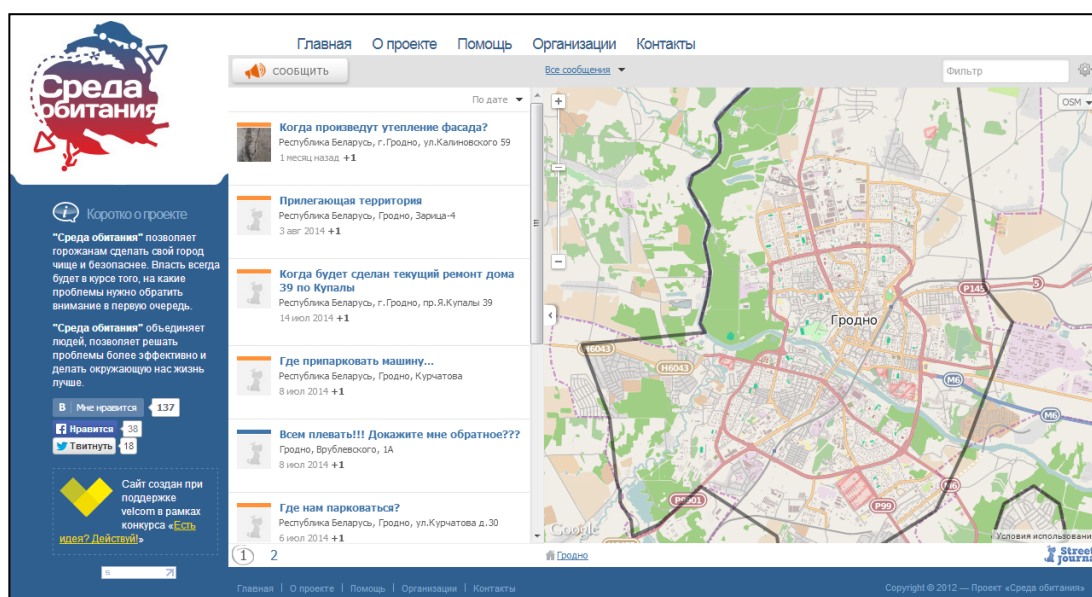 Среда
обитания
Главная О проекте Помощь Организации Контакты
СООБЩИТЬ
Все сообщения
Фильтр
По дате
OSM
Когда произведут утепление фасада?
Республика Беларусь, г.Гродно, ул.Калиновского 59
1 месяц назад +1
Прилегающая территория
Республика Беларусь, Гродно, Зарица-4
3 авг 2014 +1
Когда будет сделан текущий ремонт дома
39 по Купалы
Республика Беларусь, г.Гродно, пр.Я.Купалы 39
14 июл 2014 +1
Где припарковать машину...
Республика Беларусь, Гродно, Курчатова
8 июл 2014 +1
Всем плевать!!! Докажите мне обратное???
Гродно, Врублевского, 1А
8 июл 2014 +1
Где нам парковаться?
Республика Беларусь, Гродно, ул.Курчатова д.30
6 июл 2014 +1
1 2
Коротко о проекте
"Среда обитания" позволяет
горожанам сделать свой город
чище и безопаснее. Власть всегда
будет в курсе того, на какие
проблемы нужно обратить
внимание в первую очередь.
"Среда обитания" объединяет
людей, позволяет решать
проблемы более эффективно и
делать окружающую нас жизнь
лучше.
В Мне нравится 137
Нравится 38
Твитнуть 18
Сайт создан при
поддержке
velcom в рамках
конкурса «Есть
идея? Действуй!»
Гродно
P145
5
H6043
H6043
M6
M6
M6
P99
Google
Условия использовани
Гродно
Street
Journa
Главная | О проекте | Помощь | Организации | Контакты
Copyright © 2012 — Проект «Среда обитания»